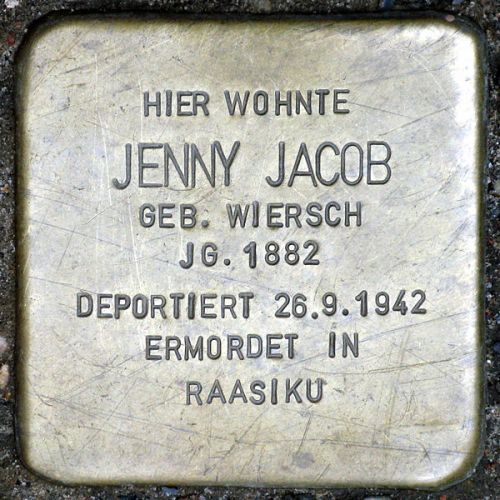 HIER WOHNTE
JENNY JACOB
GEB. WIERSCH
JG. 1882
DEPORTIERT 26.9.1942
ERMORDET IN
RAASIKU